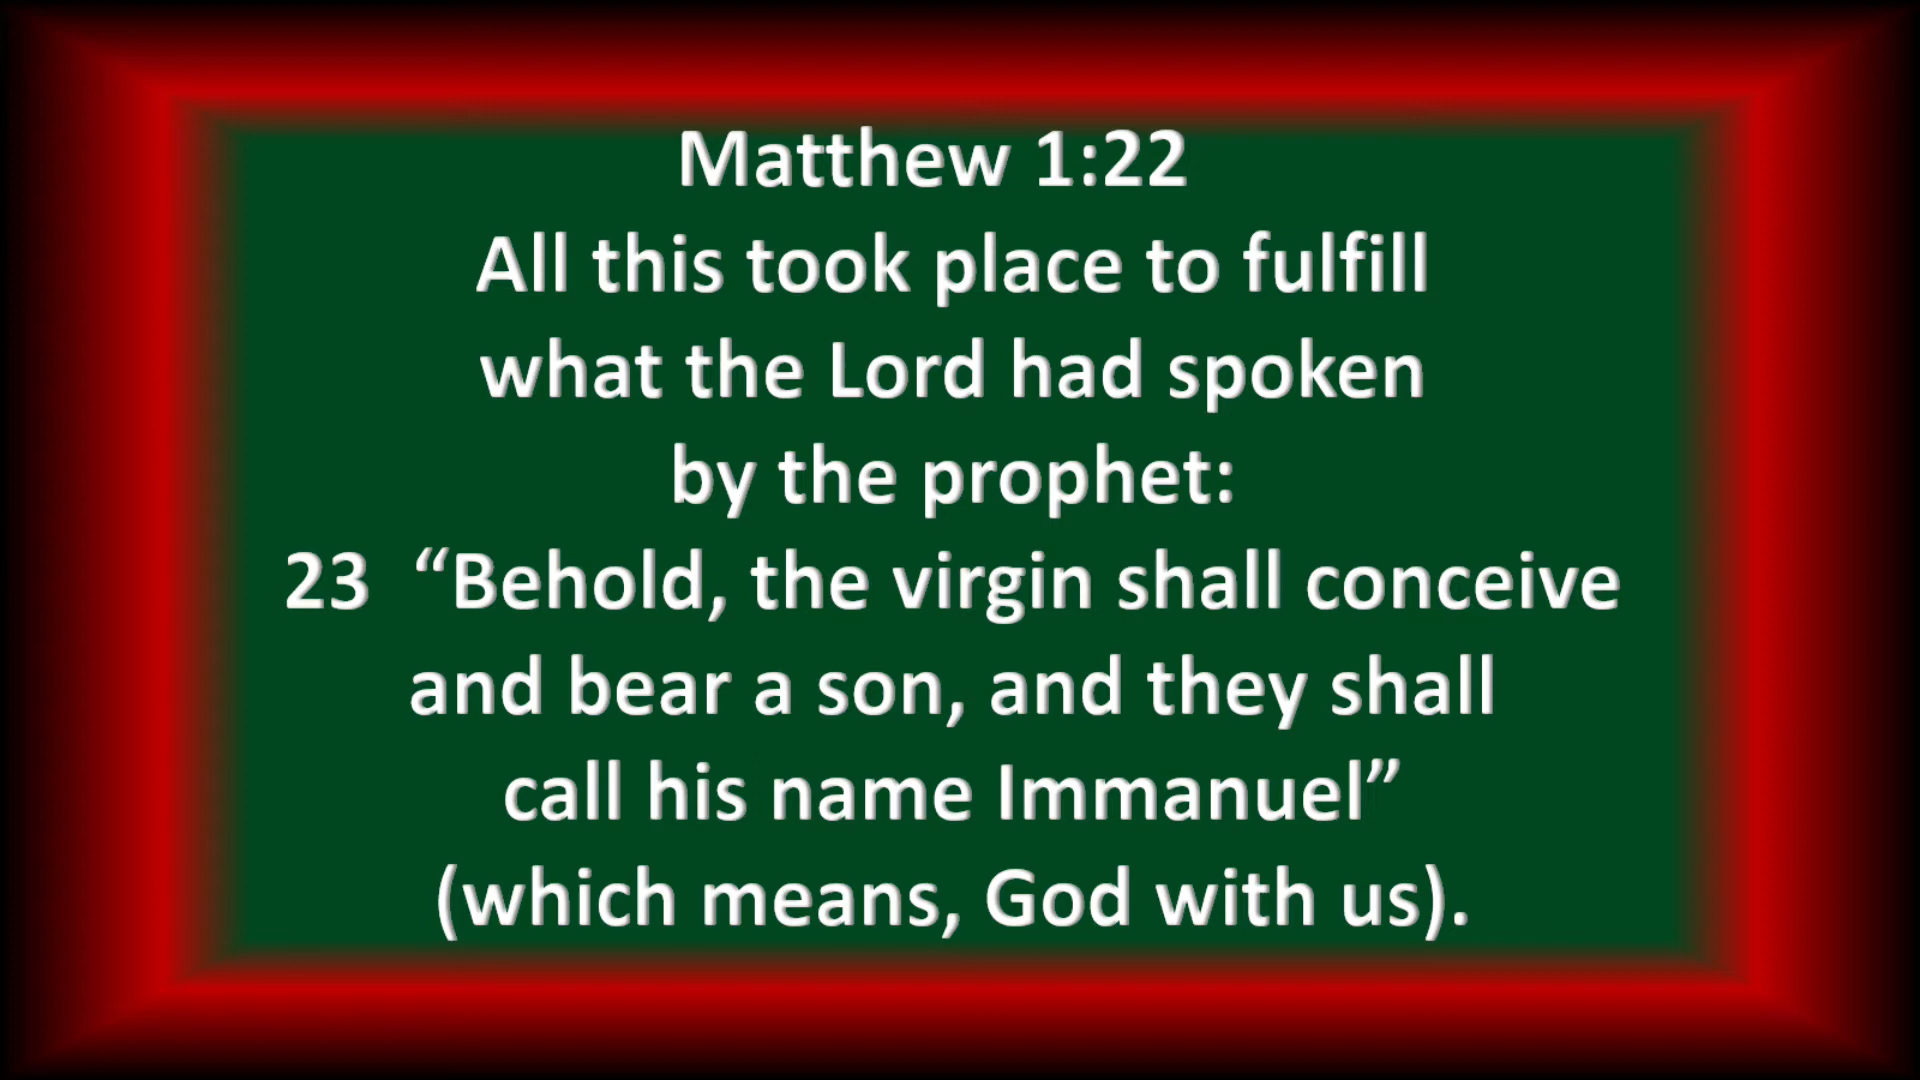 Matthew 1:22
All this took place to fulfill
what the Lord had spoken
by the prophet:
23  “Behold, the virgin shall conceive
and bear a son, and they shall
call his name Immanuel”
(which means, God with us).